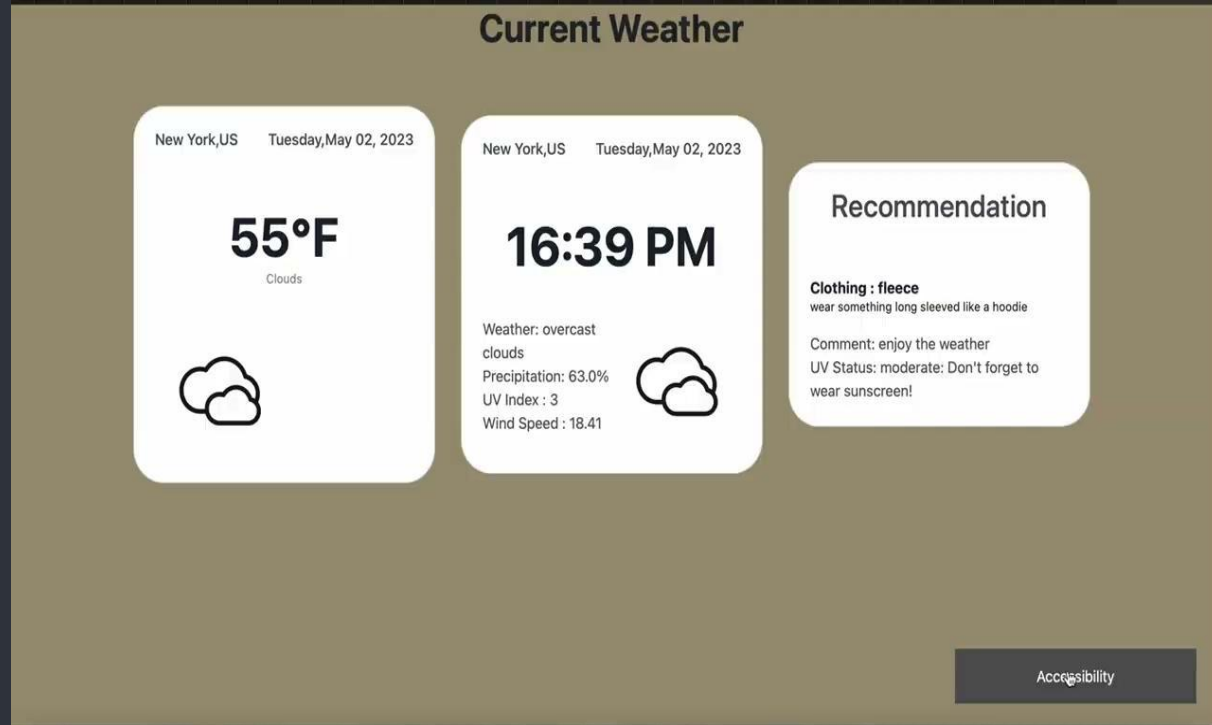 Current Weather
New York,US Tuesday,May 02, 2023
55°F
Clouds
New York,US Tuesday,May 02, 2023
16:39 PM
Weather: overcast
clouds
Precipitation: 63.0%
UV Index : 3
Wind Speed : 18.41
Recommendation
Clothing : fleece
wear something long sleeved like a hoodie
Comment: enjoy the weather
UV Status: moderate: Don't forget to
wear sunscreen!
Accessibility